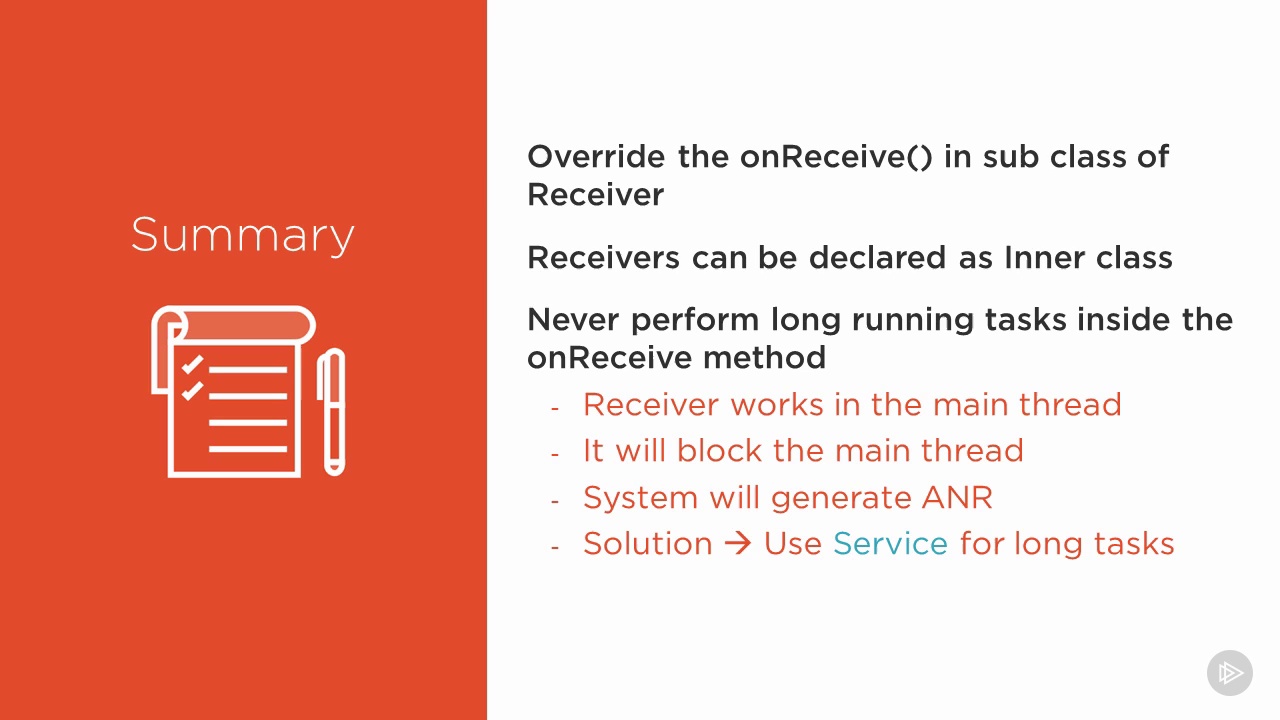 Summary
Override the onReceive() in sub class of
Receiver
Receivers can be declared as Inner class
Never perform long running tasks inside the
onReceive method
- Receiver works in the main thread
- It will block the main thread
- System will generate ANR
- Solution → Use Service for long tasks